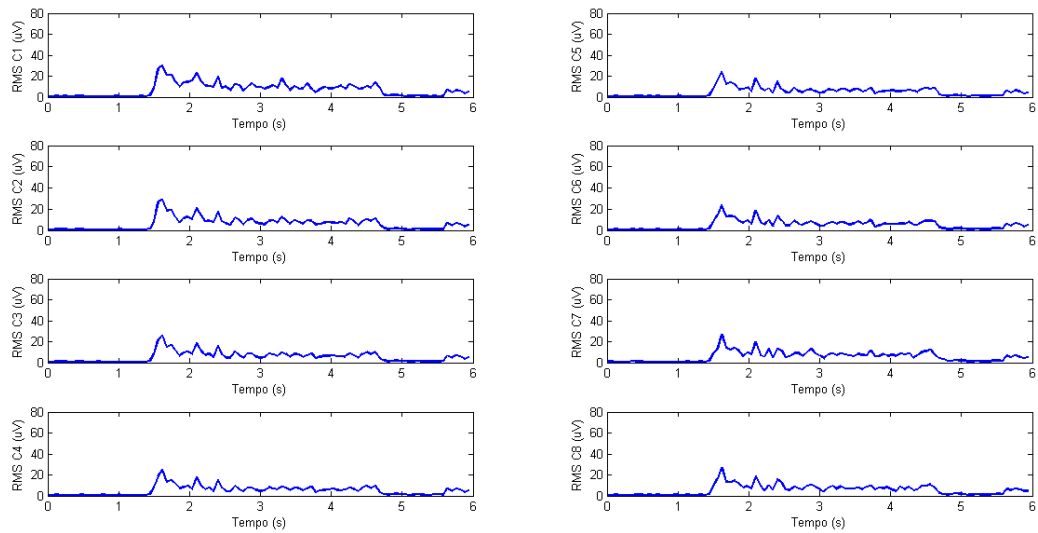 RMS C1 (uV)
80
60
40
20
0
0 1 2 3 4 5 6
Tempo (s)
RMS C5 (uV)
80
60
40
20
0
0 1 2 3 4 5 6
Tempo (s)
RMS C2 (uV)
80
60
40
20
0
0 1 2 3 4 5 6
Tempo (s)
RMS C6 (uV)
80
60
40
20
0
0 1 2 3 4 5 6
Tempo (s)
RMS C3 (uV)
80
60
40
20
0
0 1 2 3 4 5 6
Tempo (s)
RMS C7 (uV)
80
60
40
20
0
0 1 2 3 4 5 6
Tempo (s)
RMS C4 (uV)
80
60
40
20
0
0 1 2 3 4 5 6
Tempo (s)
RMS C8 (uV)
80
60
40
20
0
0 1 2 3 4 5 6
Tempo (s)